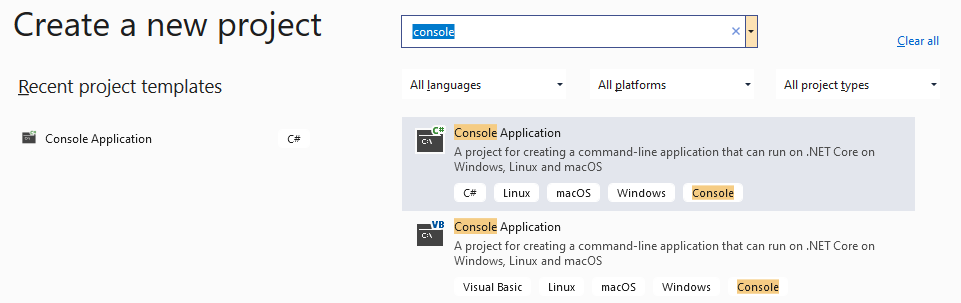 Create a new project
console
Clear all
Recent project templates
All languages
All platforms
All project types
Console Application
C#
C#
C:\
Console Application
A project for creating a command-line application that can run on .NET Core on
Windows, Linux and macOS
C#
Linux
macOS
Windows
Console
VB
C:\
Console Application
A project for creating a command-line application that can run on .NET Core on
Windows, Linux and macOS
Visual Basic
Linux
macOS
Windows
Console